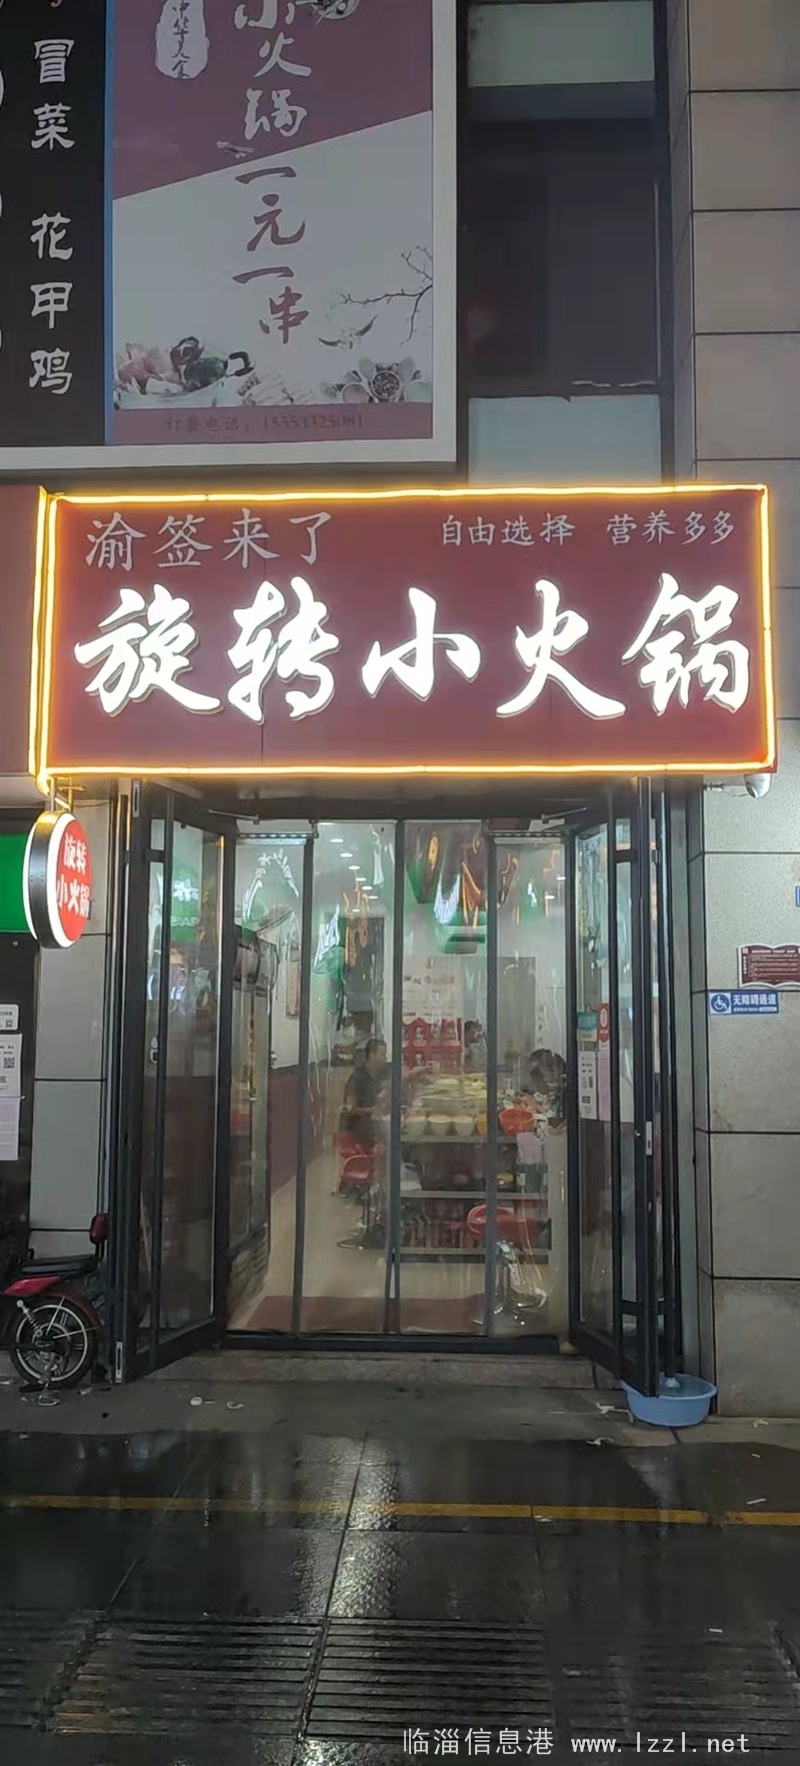 冒菜 花甲鸡
中华美食
小火锅 一元一串
订餐电话：15553325081
渝签来了
自由选择 营养多多
旋转小火锅
旋转
小火锅
无障碍通道
临淄信息港 www.lzzl.net